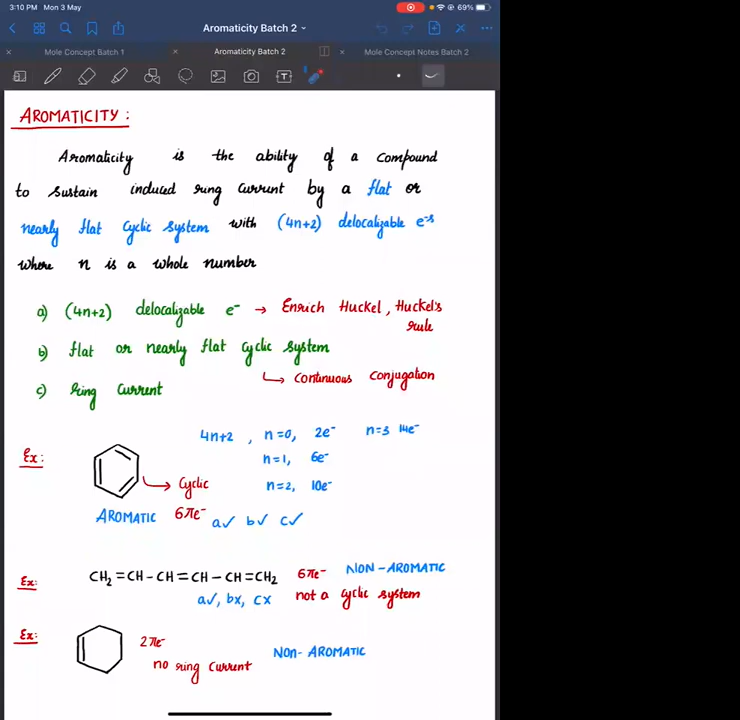 3:10 PM Mon 3 May
69%
Aromaticity Batch 2
Mole Concept Batch 1
Aromaticity Batch 2
Mole Concept Notes Batch 2
AROMATICITY :
Aromaticity is the ability of a compound
to sustain induced ring current by a flat or
nearly flat cyclic system with (4n+2) delocalizable e⁻s
where n is a whole number
a) (4n+2) delocalizable e⁻ → Enrich Huckel, Huckel's
rule
b) flat or nearly flat cyclic system
↳ continuous conjugation
c) ring current
4n+2 , n=0, 2e⁻ n=3 14e⁻
n=1, 6e⁻
n=2, 10e⁻
Ex:
→ Cyclic
6πe⁻
AROMATIC
a✓ b✓ c✓
Ex: CH₂=CH-CH=CH-CH=CH₂ 6πe⁻ NON-AROMATIC
a✓, bx, cx not a cyclic system
Ex: 2πe⁻
no ring current NON-AROMATIC